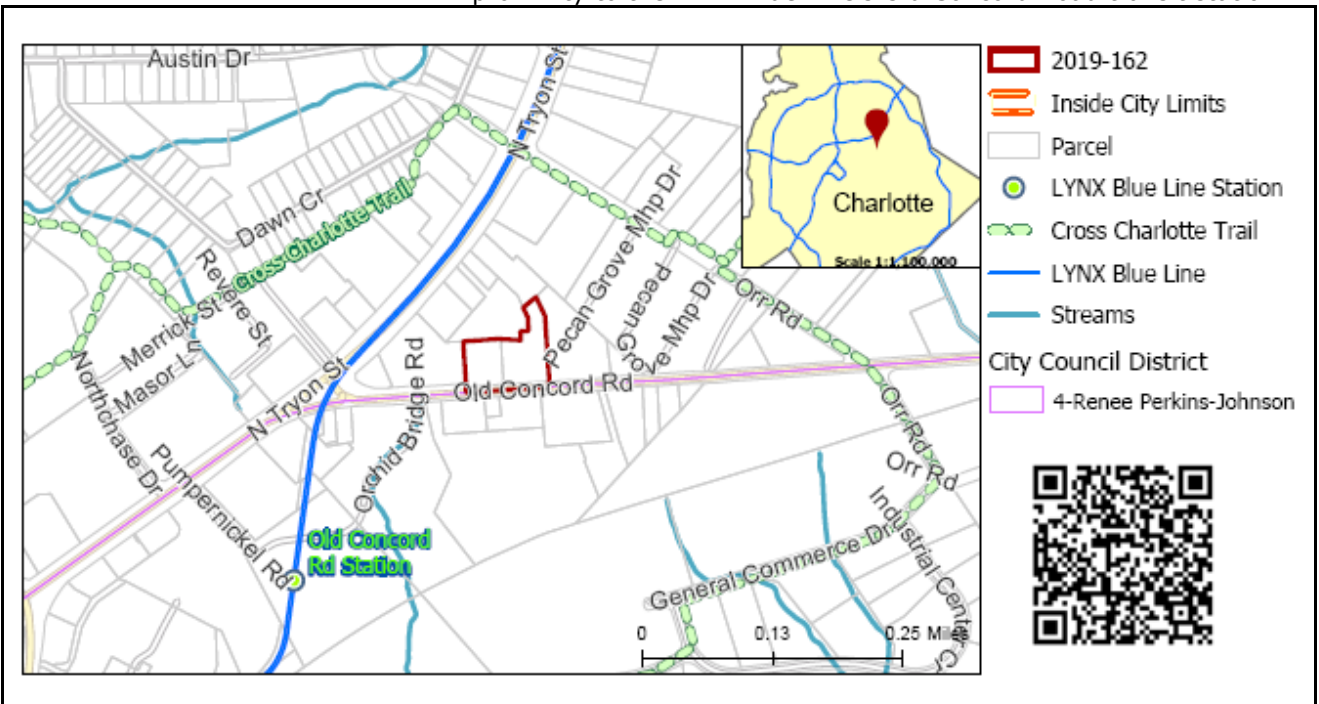 Austin Dr
N Tryon St
Dawn Cr
Cross Charlotte Trail
Revere St
Merrick St
Masor Ln
Northchase Dr
N Tryon St
Pumpernickel Rd
Orchid Bridge Rd
Old Concord Rd
Pecan Grove Mhp Dr
Pecan Grove Mhp Dr
Orr Rd
Orr Rd
Orr Rd
General Commerce Dr
Industrial Center Cr
Old Concord
Rd Station
0 0.13 0.25 Miles
Charlotte
Scale 1:1,100,000
2019-162
Inside City Limits
Parcel
LYNX Blue Line Station
Cross Charlotte Trail
LYNX Blue Line
Streams
City Council District
4-Renee Perkins-Johnson